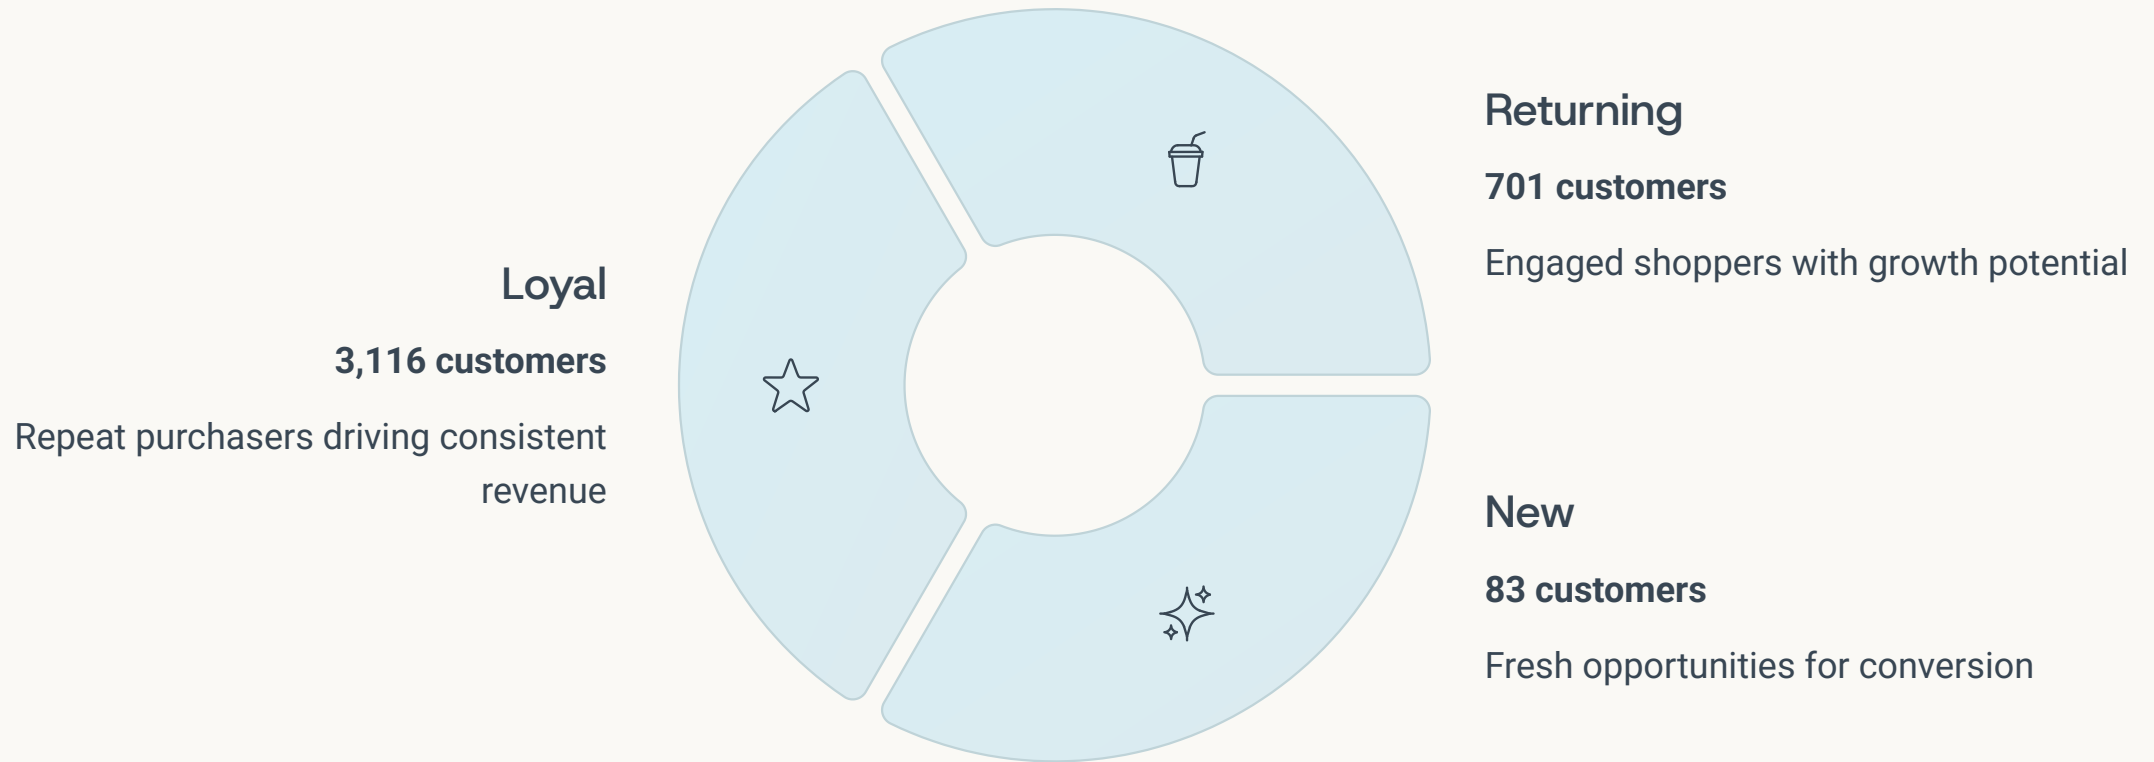 Returning
701 customers
Engaged shoppers with growth potential
Loyal
3,116 customers
Repeat purchasers driving consistent
revenue
New
83 customers
Fresh opportunities for conversion